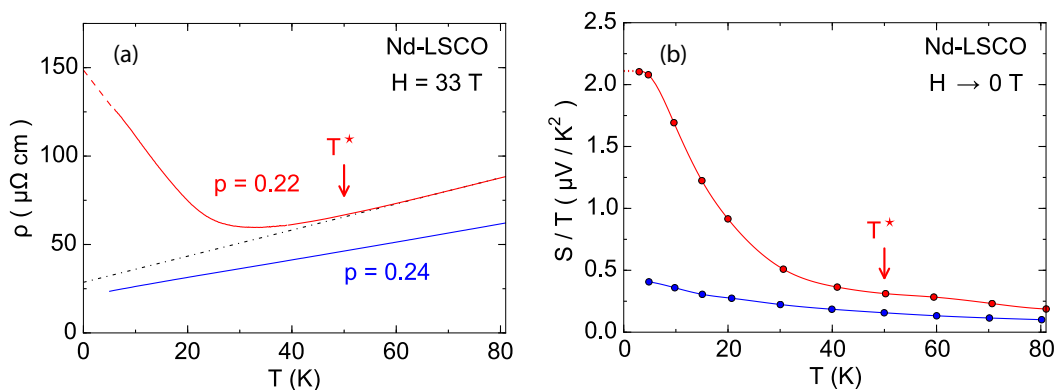 (a)
Nd-LSCO
H = 33 T
T★
p = 0.22
p = 0.24
ρ ( μΩ cm)
150
100
50
0
0 20 40 60 80
T (K)
(b)
Nd-LSCO
H → 0 T
T★
S / T ( μV / K²)
2.5
2.0
1.5
1.0
0.5
0.0
0 20 40 60 80
T (K)